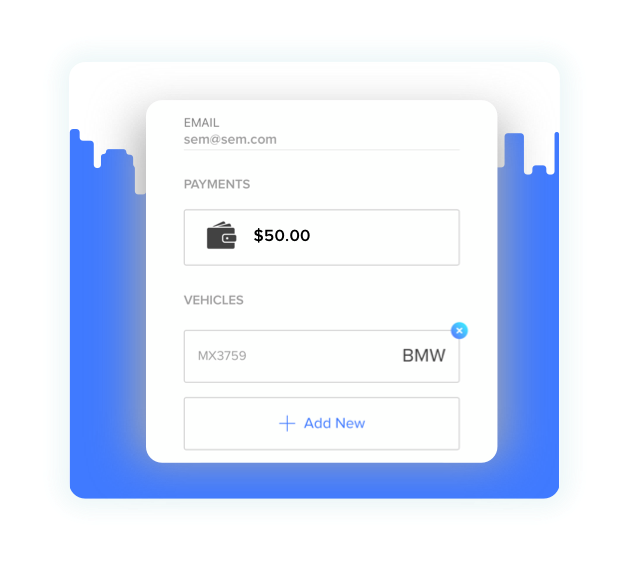 EMAIL
sem@sem.com
PAYMENTS
$50.00
VEHICLES
MX3759 BMW
Add New